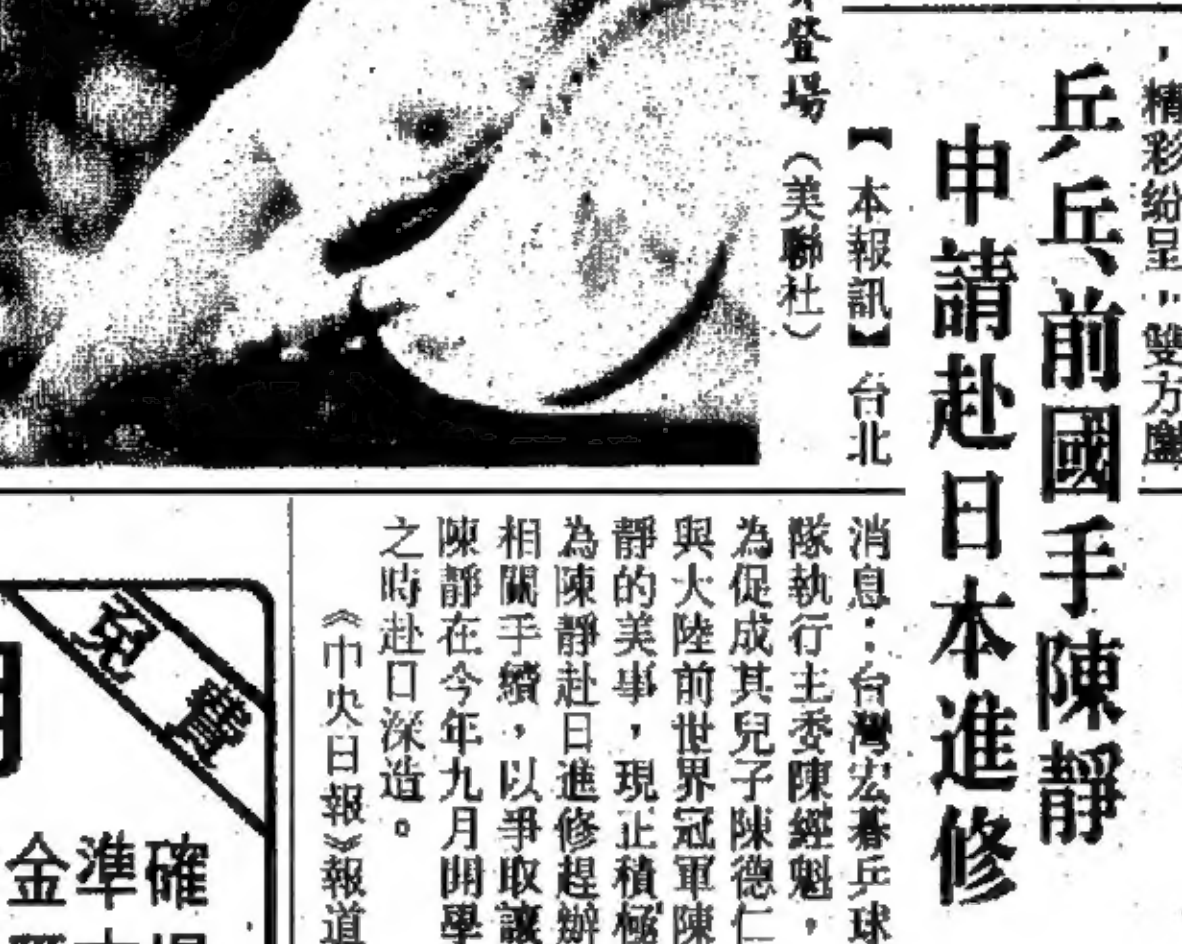 ，精彩紛呈，雙方
乒乓前國手陳靜
申請赴日本進修
【本報訊】台北
消息：台灣宏碁乒球
隊執行主委陳經魁，
為促成其兒子陳德仁
與大陸前世界冠軍陳
靜的美事，現正積極
為陳靜赴日進修趕辦
相關手續，以爭取讓
陳靜在今年九月開學
之時赴日深造。
《中央日報》報道
登場（美聯社）
免費
確
準
金